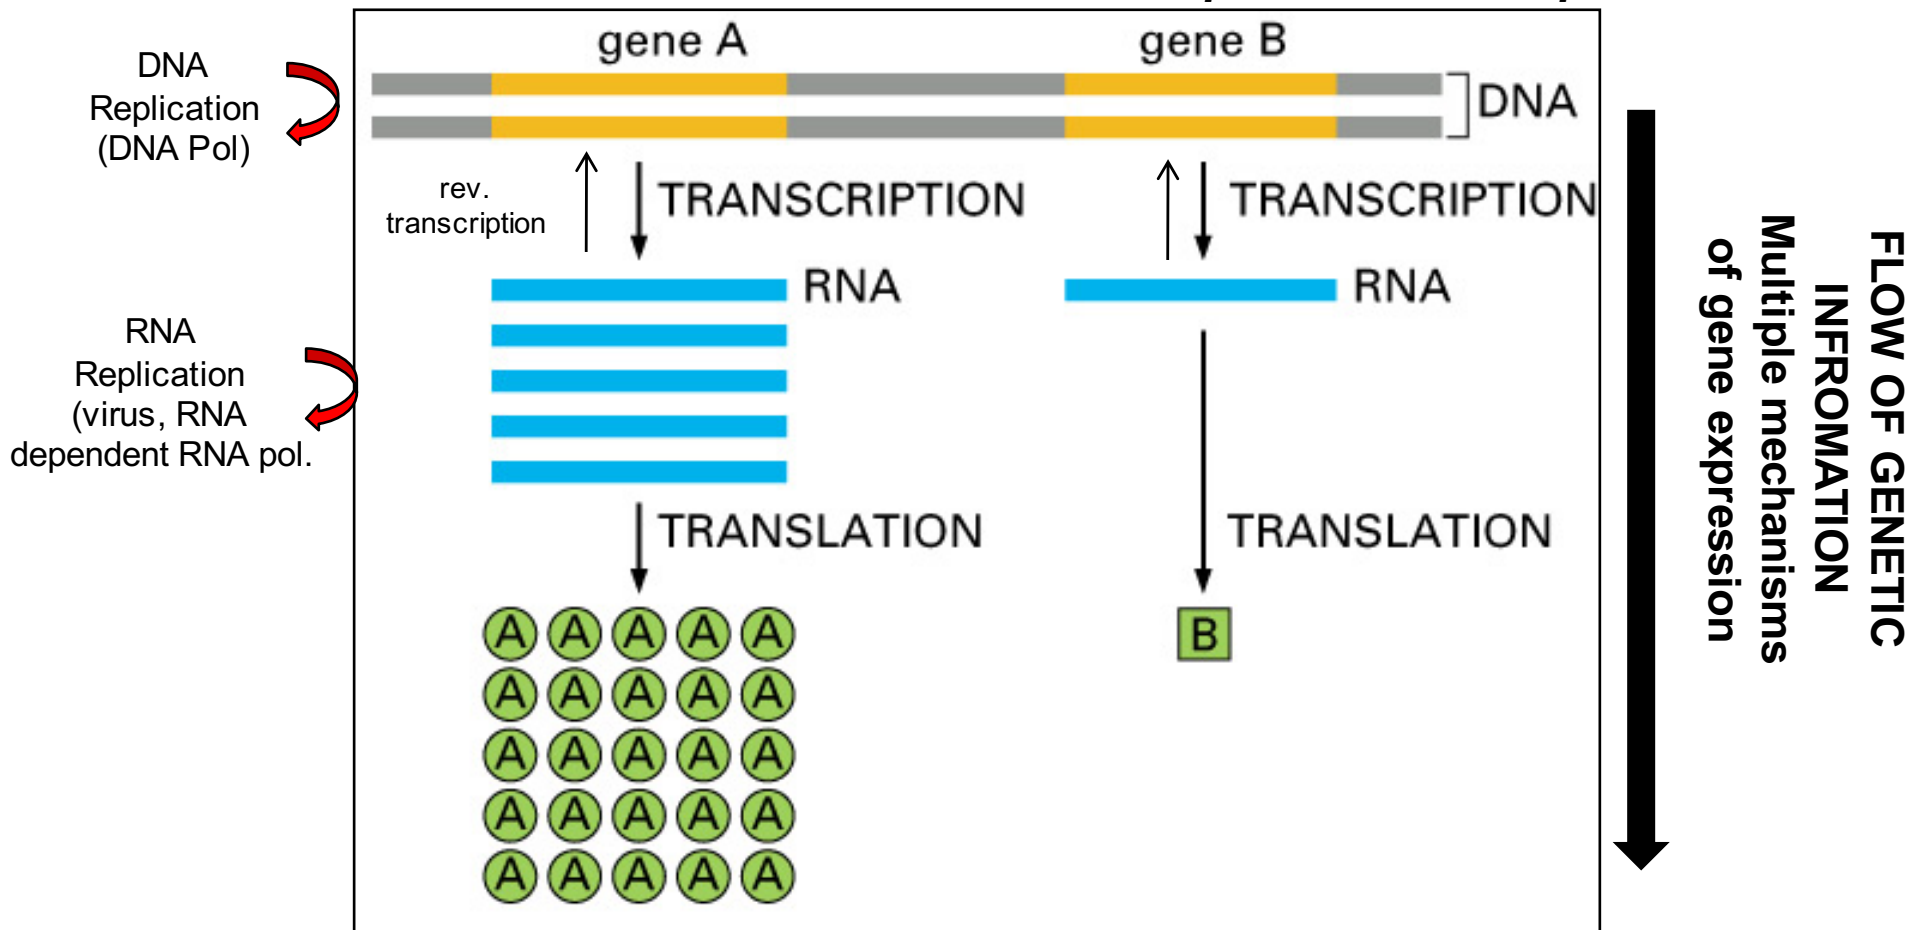 gene A
gene B
DNA
DNA
Replication
(DNA Pol)
rev.
transcription
TRANSCRIPTION
TRANSCRIPTION
RNA
RNA
RNA
Replication
(virus, RNA
dependent RNA pol.
TRANSLATION
TRANSLATION
A A A A A
B
A A A A A
A A A A A
A A A A A
A A A A A
FLOW OF GENETIC
INFROMATION
Multiple mechanisms
of gene expression